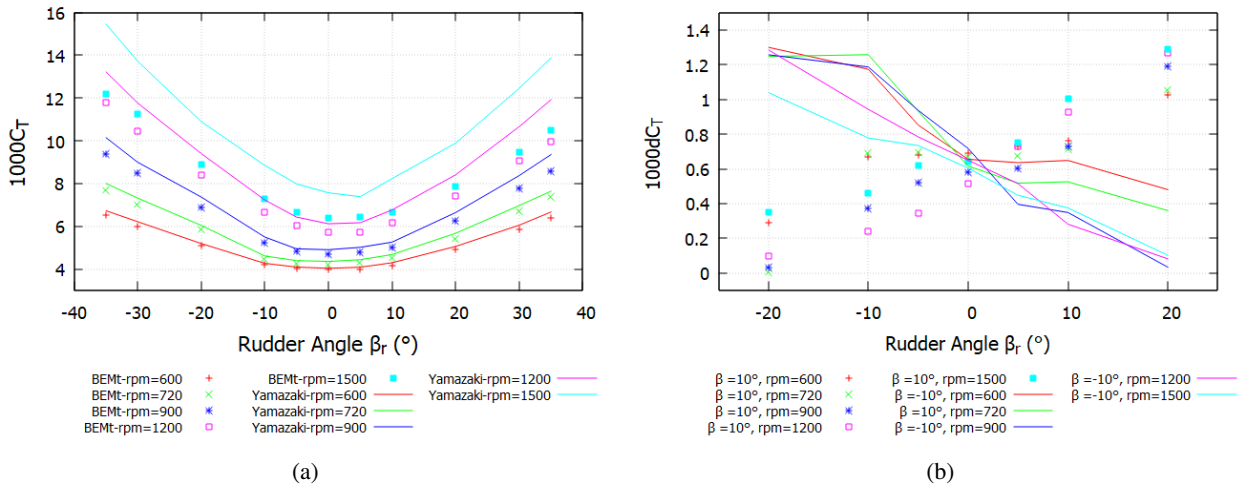 16
14
12
10
8
6
4
1000C_T
-40 -30 -20 -10 0 10 20 30 40
Rudder Angle β_r (°)
BEMt-rpm=600
BEMt-rpm=720
BEMt-rpm=900
BEMt-rpm=1200
BEMt-rpm=1500
Yamazaki-rpm=600
Yamazaki-rpm=720
Yamazaki-rpm=900
Yamazaki-rpm=1200
Yamazaki-rpm=1500
(a)
1.4
1.2
1
0.8
0.6
0.4
0.2
0
1000dC_T
-20 -10 0 10 20
Rudder Angle β_r (°)
β =10°, rpm=600
β =10°, rpm=720
β =10°, rpm=900
β =10°, rpm=1200
β =10°, rpm=1500
β =-10°, rpm=600
β =10°, rpm=720
β =-10°, rpm=900
β =-10°, rpm=1200
β =-10°, rpm=1500
(b)